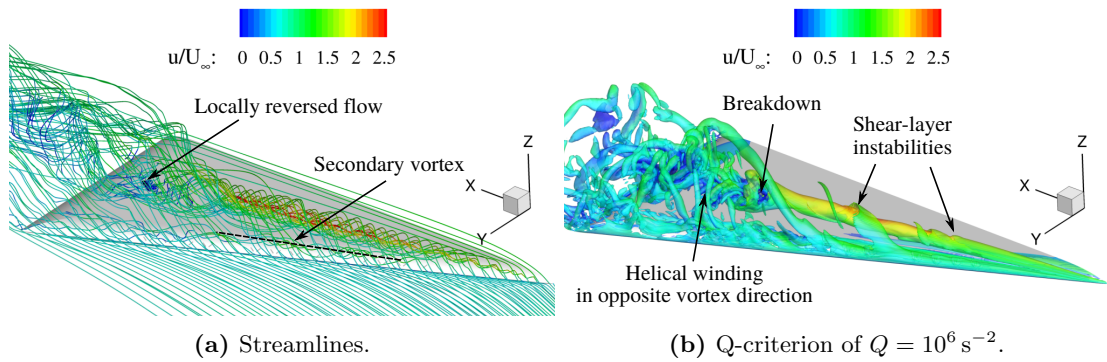 u/U∞: 0 0.5 1 1.5 2 2.5
Locally reversed flow
Secondary vortex
Z
X
Y
(a) Streamlines.
u/U∞: 0 0.5 1 1.5 2 2.5
Breakdown
Shear-layer
instabilities
Z
X
Y
Helical winding
in opposite vortex direction
(b) Q-criterion of Q = 10⁶ s⁻².